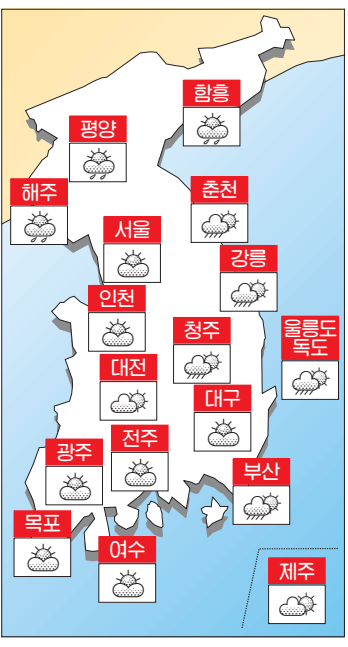 함흥
평양
해주
춘천
서울
강릉
인천
청주
울릉도
독도
대전
대구
전주
광주
부산
목포
여수
제주